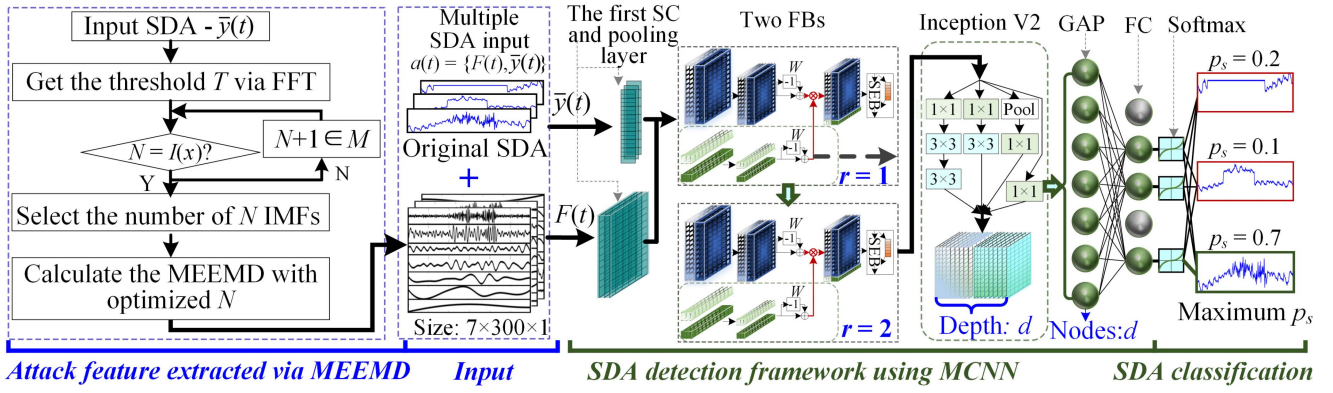 Input SDA - ȳ(t)
Get the threshold T via FFT
N = I(x)?
N+1 ∈ M
Y
N
Select the number of N IMFs
Calculate the MEEMD with
optimized N
Attack feature extracted via MEEMD
Multiple
SDA input
a(t) = {F(t), ȳ(t)}
Original SDA
+
Size: 7×300×1
Input
ȳ(t)
F(t)
The first SC
and pooling
layer
Two FBs
W
-1
SEB
W
-1
r = 1
W
-1
SEB
W
-1
r = 2
Inception V2
1×1
1×1
Pool
3×3
3×3
1×1
3×3
1×1
Depth: d
GAP
FC
Softmax
Nodes:d
SDA detection framework using MCNN
p_s = 0.2
p_s = 0.1
p_s = 0.7
Maximum p_s
SDA classification